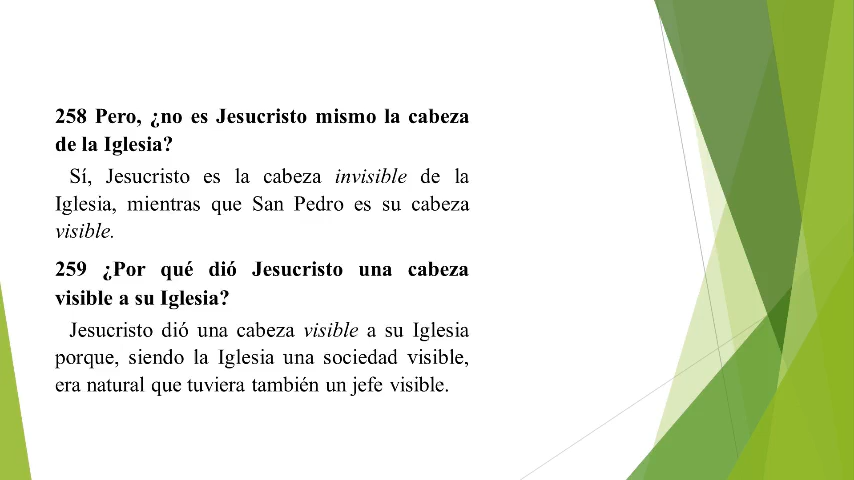 258 Pero, ¿no es Jesucristo mismo la cabeza
de la Iglesia?
Sí, Jesucristo es la cabeza invisible de la
Iglesia, mientras que San Pedro es su cabeza
visible.
259 ¿Por qué dió Jesucristo una cabeza
visible a su Iglesia?
Jesucristo dió una cabeza visible a su Iglesia
porque, siendo la Iglesia una sociedad visible,
era natural que tuviera también un jefe visible.